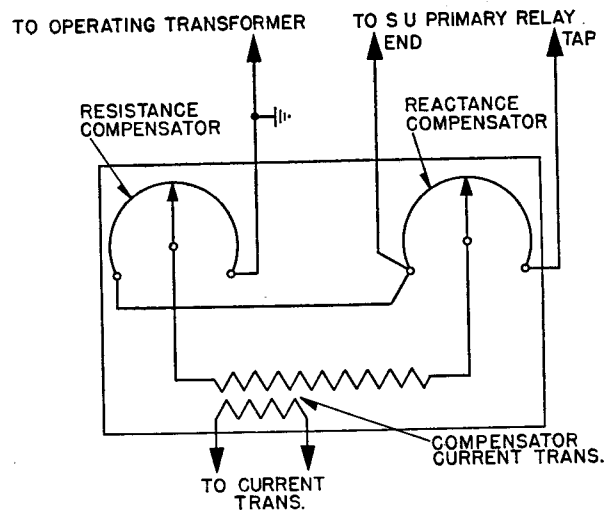 TO OPERATING TRANSFORMER
TO S U PRIMARY RELAY
END
TAP
RESISTANCE
COMPENSATOR
REACTANCE
COMPENSATOR
COMPENSATOR
CURRENT TRANS.
TO CURRENT
TRANS.